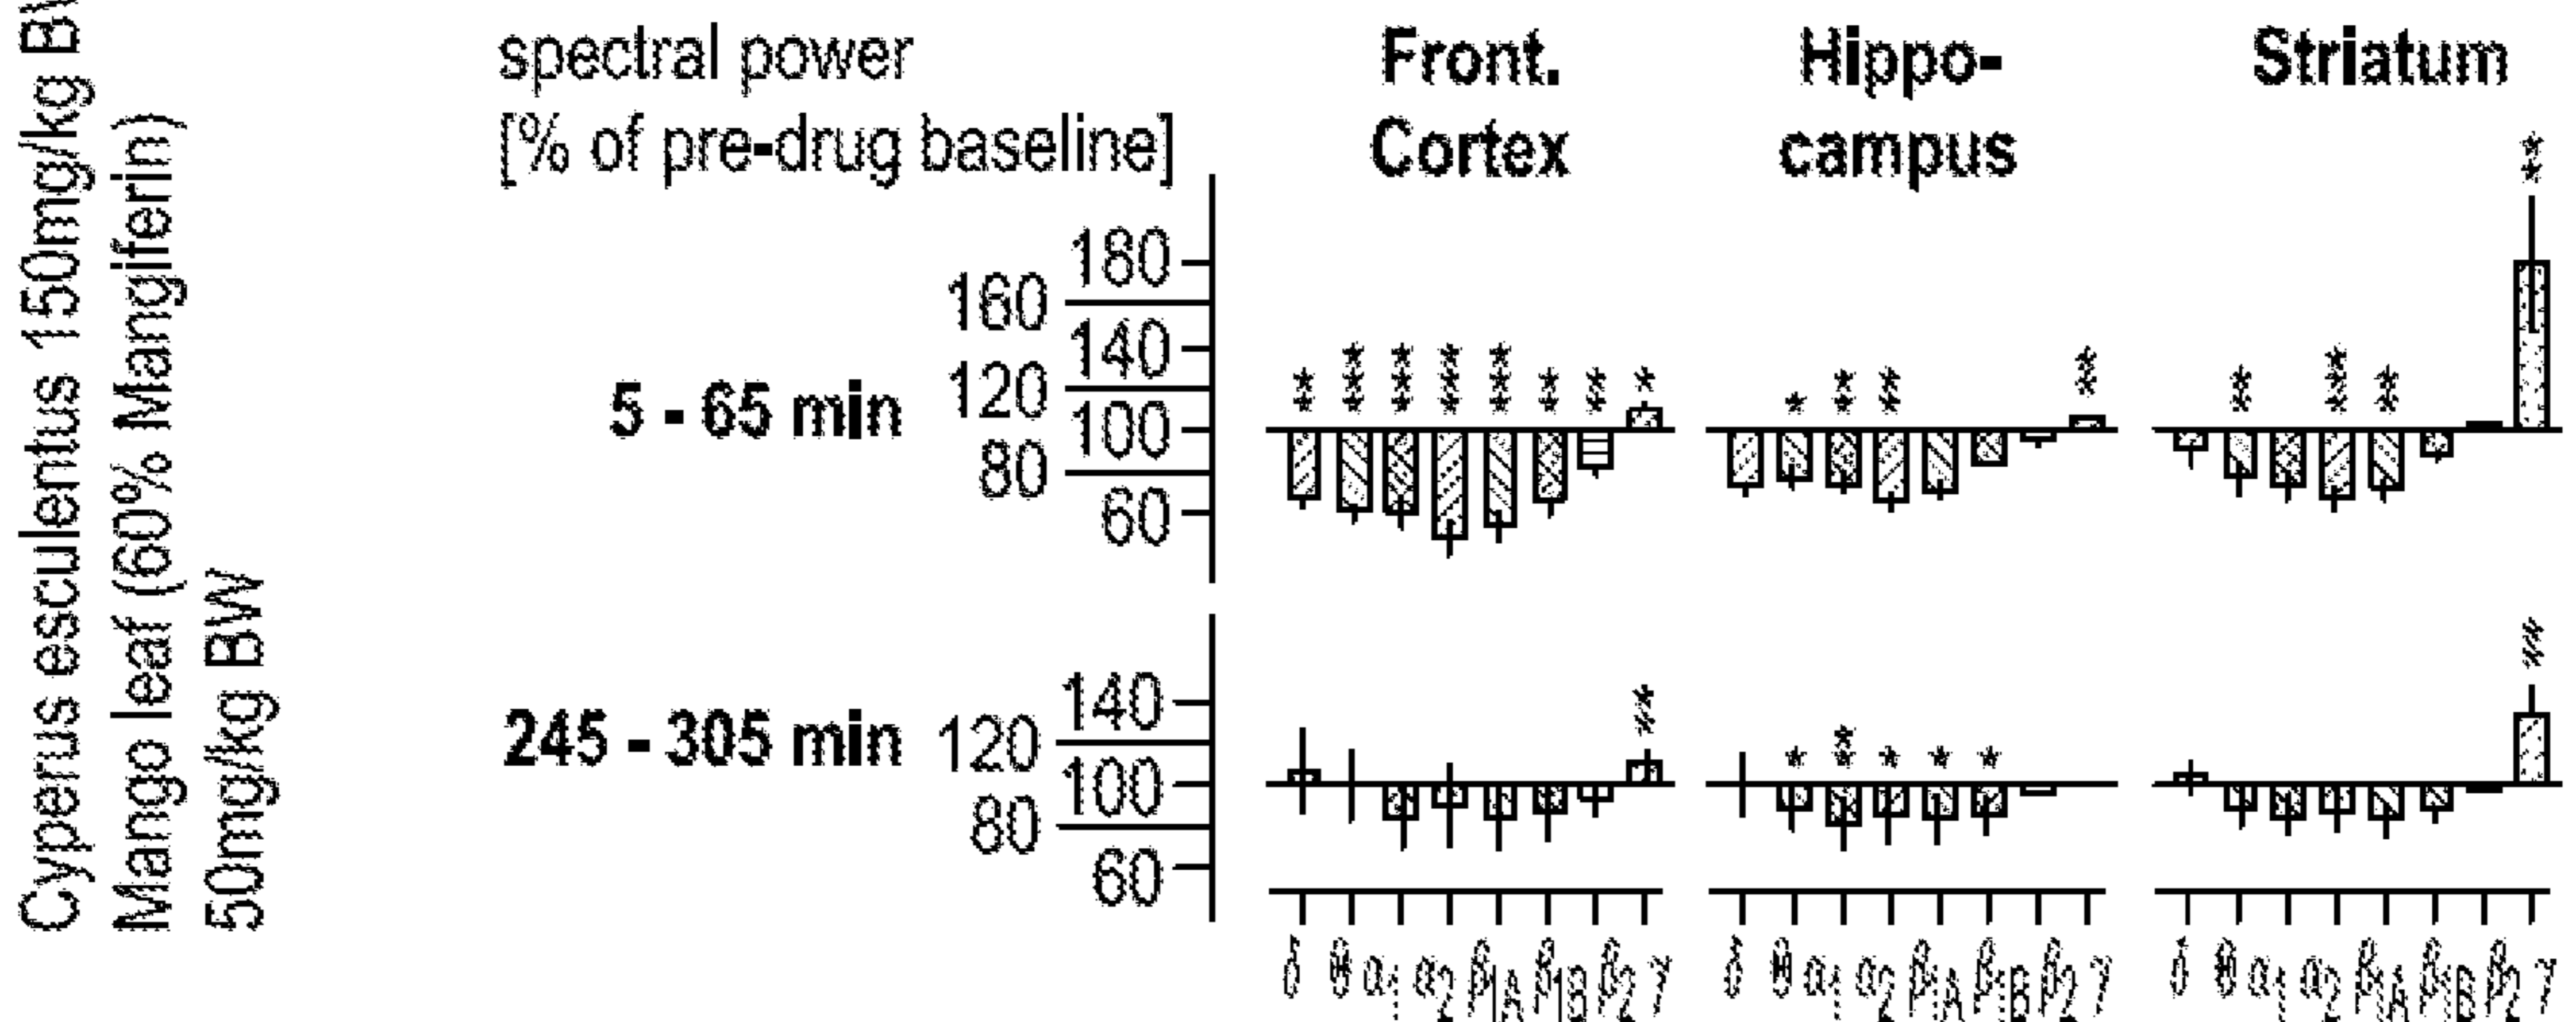 Cyperus esculentus 150mg/kg BW
Mango leaf (60% Mangiferin)
50mg/kg BW
spectral power
[% of pre-drug baseline]
Front.
Cortex
Hippo-
campus
Striatum
5 - 65 min
180
160
140
120
100
80
60
** *** *** *** *** ** ** *
* ** ** **
** *** ** **
245 - 305 min
140
120
100
80
60
**
* ** * * *
**
δ θ α1 α2 β1A β1B β2 γ
δ θ α1 α2 β1A β1B β2 γ
δ θ α1 α2 β1A β1B β2 γ